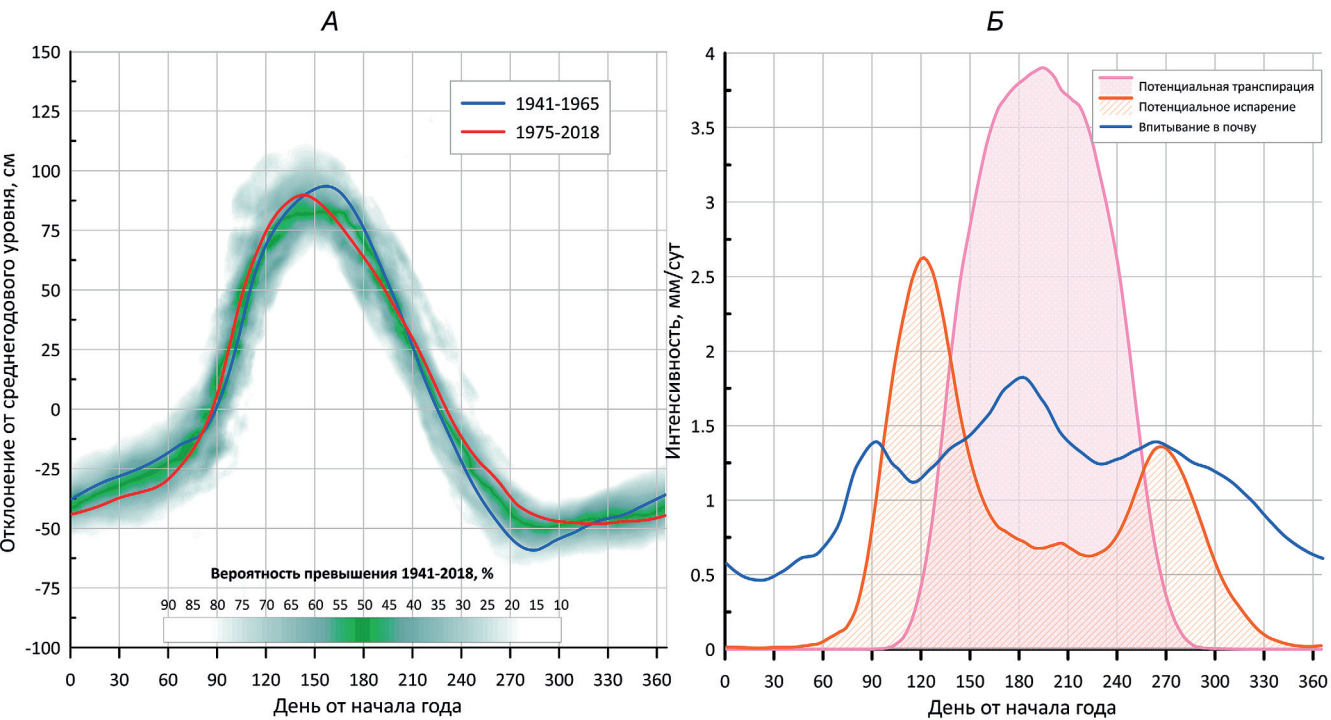 А
150
125
100
75
50
25
0
-25
-50
-75
-100
Отклонение от среднегодового уровня, см
1941-1965
1975-2018
Вероятность превышения 1941-2018, %
90 85 80 75 70 65 60 55 50 45 40 35 30 25 20 15 10
0 30 60 90 120 150 180 210 240 270 300 330 360
День от начала года
Б
4
3.5
3
2.5
2
1.5
1
0.5
0
Интенсивность, мм/сут
Потенциальная транспирация
Потенциальное испарение
Впитывание в почву
0 30 60 90 120 150 180 210 240 270 300 330 360
День от начала года